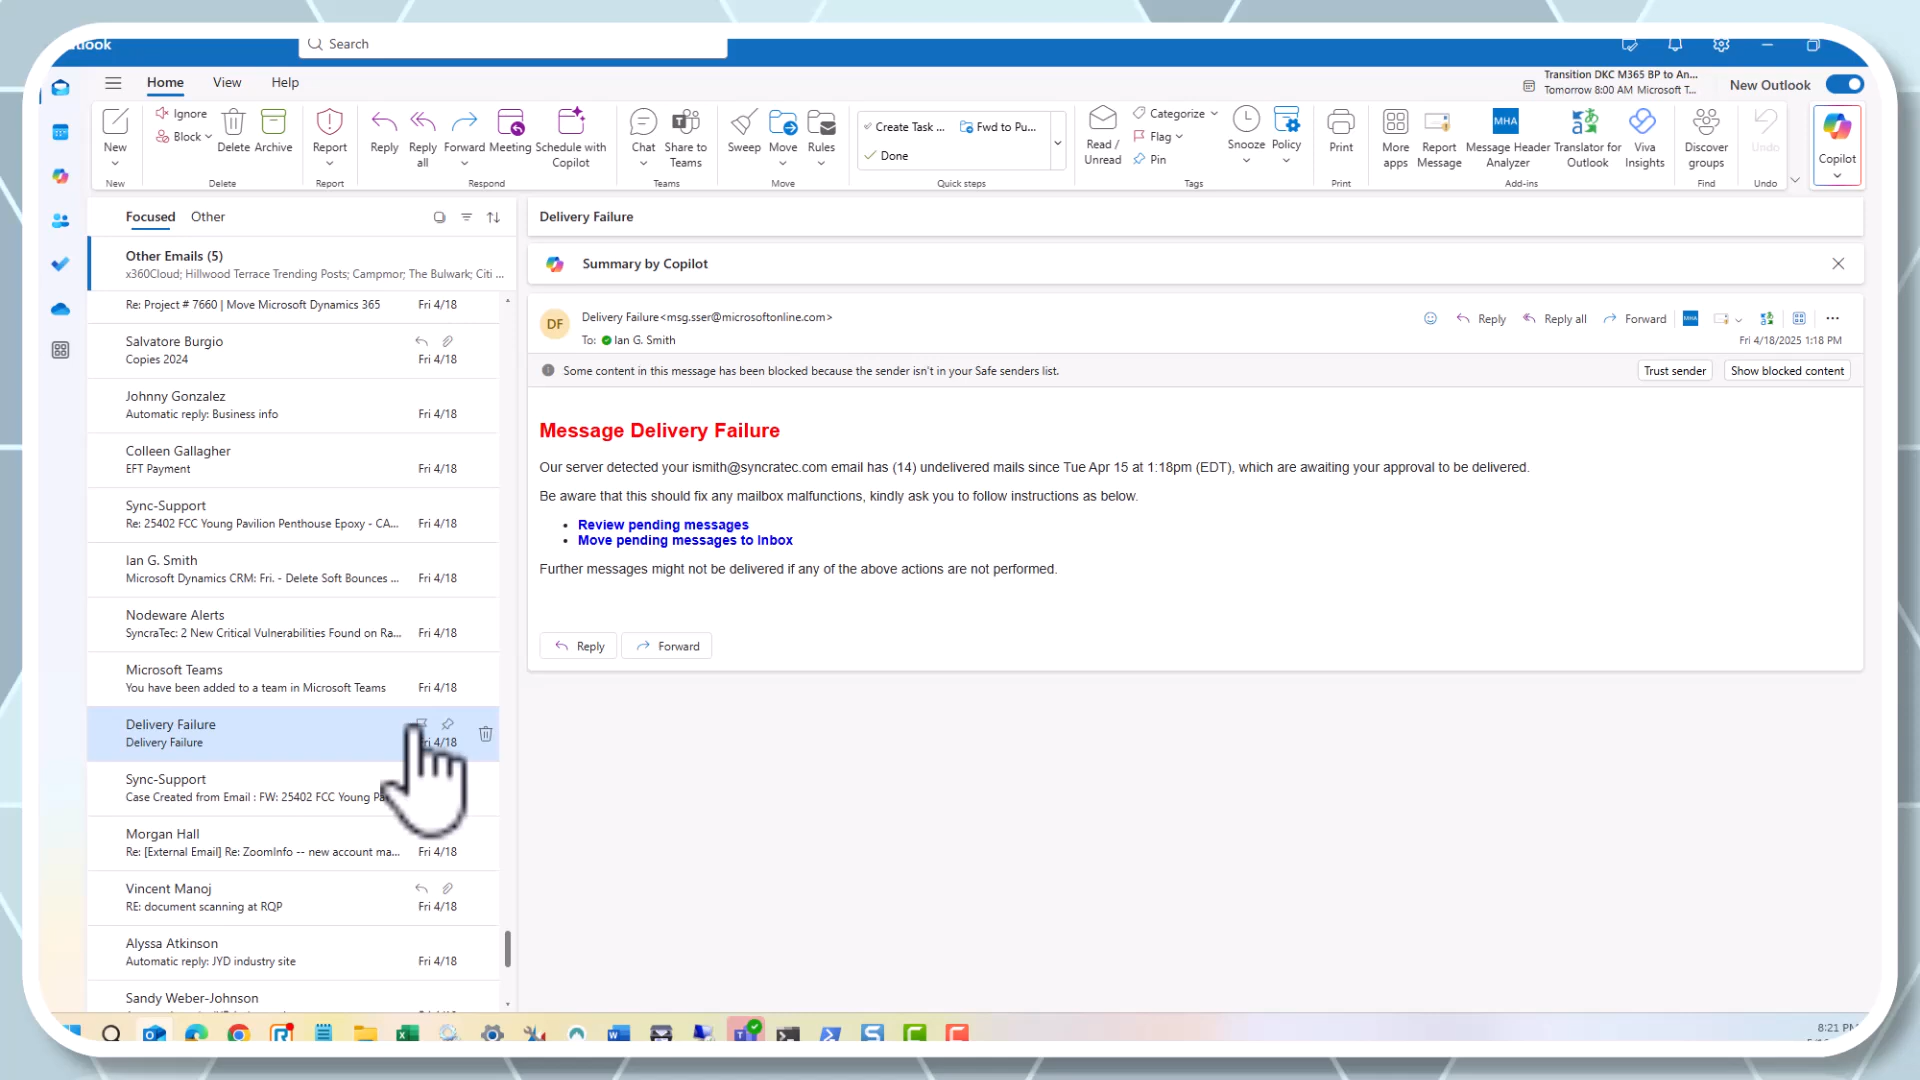 look
Search
Home
View
Help
Transition DKC M365 BP to An...
Tomorrow 8:00 AM Microsoft T...
New Outlook
New
Ignore
Block
Delete
Archive
Report
Reply
Reply all
Forward
Meeting
Schedule with Copilot
Chat
Share to Teams
Sweep
Move
Rules
Create Task ...
Fwd to Pu...
Done
Read / Unread
Categorize
Flag
Pin
Snooze
Policy
Print
More apps
Report Message
MHA
Message Header Analyzer
Translator for Outlook
Viva Insights
Discover groups
Undo
Copilot
New
Delete
Report
Respond
Teams
Move
Quick steps
Tags
Print
Add-ins
Find
Undo
Focused
Other
Other Emails (5)
x360Cloud; Hillwood Terrace Trending Posts; Campmor; The Bulwark; Citi ...
Re: Project # 7660 | Move Microsoft Dynamics 365
Fri 4/18
Salvatore Burgio
Copies 2024
Fri 4/18
Johnny Gonzalez
Automatic reply: Business info
Fri 4/18
Colleen Gallagher
EFT Payment
Fri 4/18
Sync-Support
Re: 25402 FCC Young Pavilion Penthouse Epoxy - CA...
Fri 4/18
Ian G. Smith
Microsoft Dynamics CRM: Fri. - Delete Soft Bounces ...
Fri 4/18
Nodeware Alerts
SyncraTec: 2 New Critical Vulnerabilities Found on Ra...
Fri 4/18
Microsoft Teams
You have been added to a team in Microsoft Teams
Fri 4/18
Delivery Failure
Delivery Failure
4/18
Sync-Support
Case Created from Email : FW: 25402 FCC Young
Morgan Hall
Re: [External Email] Re: ZoomInfo -- new account ma...
Fri 4/18
Vincent Manoj
RE: document scanning at RQP
Fri 4/18
Alyssa Atkinson
Automatic reply: JYD industry site
Fri 4/18
Sandy Weber-Johnson
Delivery Failure
Summary by Copilot
DF
Delivery Failure<msg.sser@microsoftonline.com>
To: Ian G. Smith
Reply
Reply all
Forward
MHA
Fri 4/18/2025 1:18 PM
Some content in this message has been blocked because the sender isn't in your Safe senders list.
Trust sender
Show blocked content
Message Delivery Failure
Our server detected your ismith@syncratec.com email has (14) undelivered mails since Tue Apr 15 at 1:18pm (EDT), which are awaiting your approval to be delivered.
Be aware that this should fix any mailbox malfunctions, kindly ask you to follow instructions as below.
• Review pending messages
• Move pending messages to Inbox
Further messages might not be delivered if any of the above actions are not performed.
Reply
Forward
8:21 PM